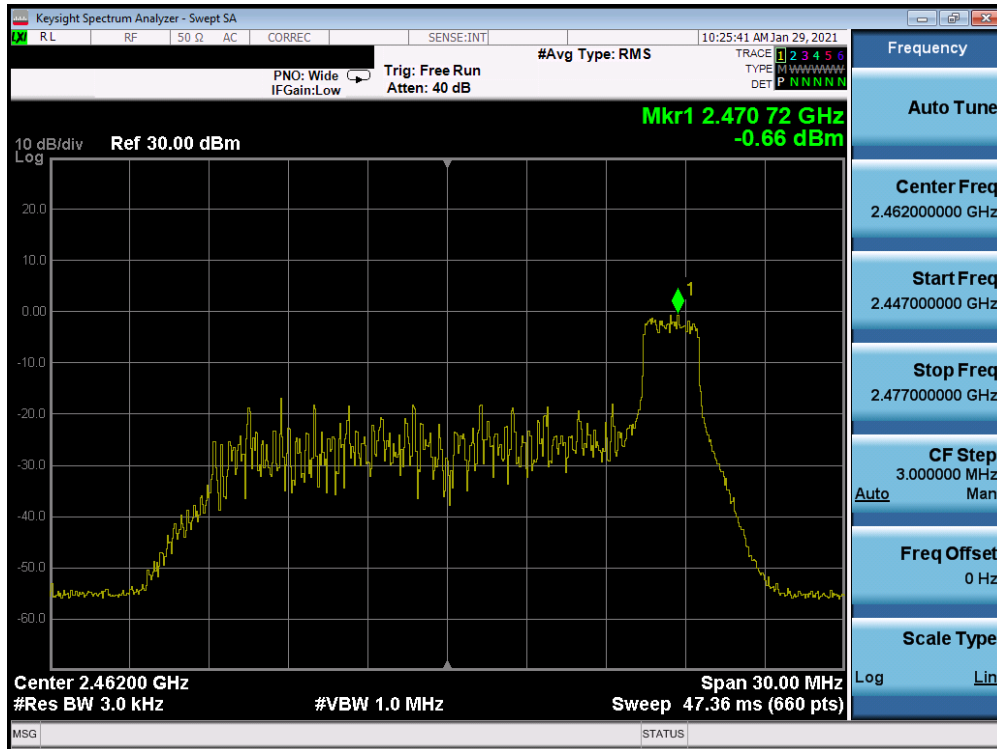 Keysight Spectrum Analyzer - Swept SA
LXI RL RF 50 Ω AC CORREC SENSE:INT 10:25:41 AM Jan 29, 2021
#Avg Type: RMS
TRACE 1 2 3 4 5 6
TYPE M WWWWW
DET P N N N N N
PNO: Wide
IFGain:Low
Trig: Free Run
Atten: 40 dB
Mkr1 2.470 72 GHz
-0.66 dBm
10 dB/div Ref 30.00 dBm
Log
20.0
10.0
0.00
-10.0
-20.0
-30.0
-40.0
-50.0
-60.0
1
Center 2.46200 GHz
Span 30.00 MHz
#Res BW 3.0 kHz
#VBW 1.0 MHz
Sweep 47.36 ms (660 pts)
MSG
STATUS
Frequency
Auto Tune
Center Freq
2.462000000 GHz
Start Freq
2.447000000 GHz
Stop Freq
2.477000000 GHz
CF Step
3.000000 MHz
Auto Man
Freq Offset
0 Hz
Scale Type
Log Lin